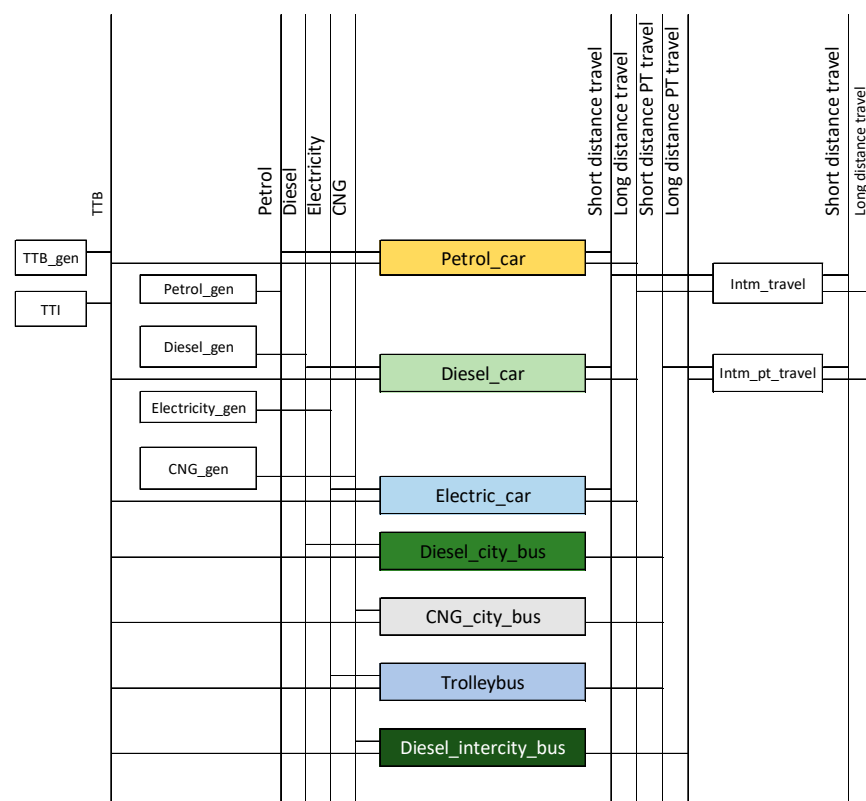 TTB
Petrol
Diesel
Electricity
CNG
Short distance travel
Long distance travel
Short distance PT travel
Long distance PT travel
Short distance travel
Long distance travel
TTB_gen
TTI
Petrol_gen
Diesel_gen
Electricity_gen
CNG_gen
Petrol_car
Diesel_car
Electric_car
Diesel_city_bus
CNG_city_bus
Trolleybus
Diesel_intercity_bus
Intm_travel
Intm_pt_travel